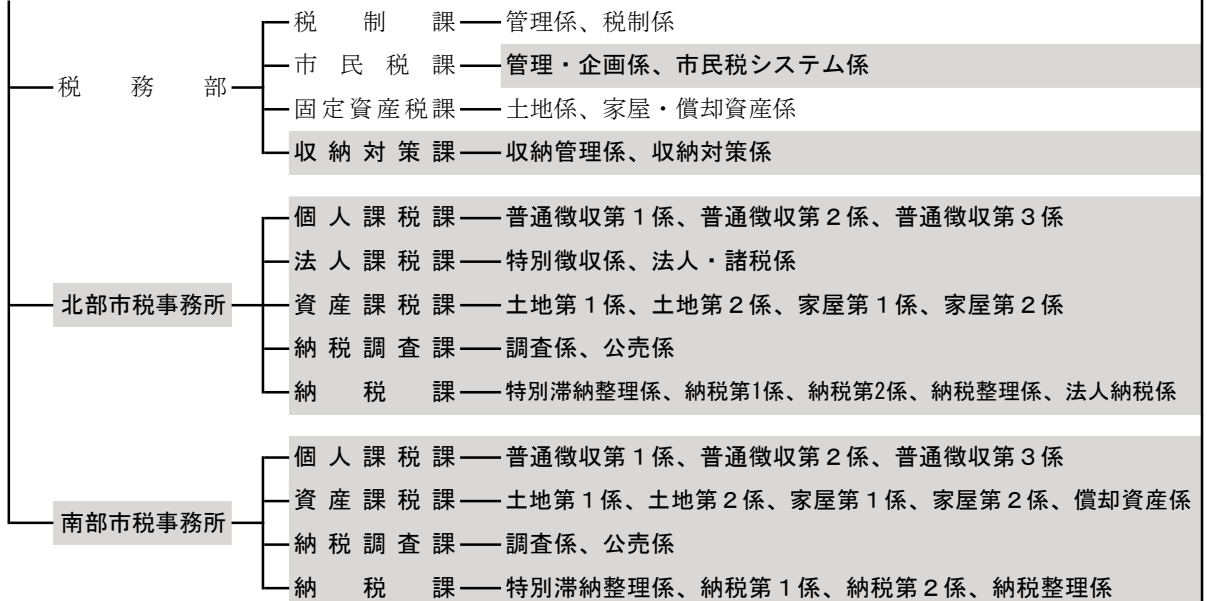 税務部
税制課 管理係、税制係
市民税課 管理・企画係、市民税システム係
固定資産税課 土地係、家屋・償却資産係
収納対策課 収納管理係、収納対策係
北部市税事務所
個人課税課 普通徴収第１係、普通徴収第２係、普通徴収第３係
法人課税課 特別徴収係、法人・諸税係
資産課税課 土地第１係、土地第２係、家屋第１係、家屋第２係
納税調査課 調査係、公売係
納税課 特別滞納整理係、納税第1係、納税第2係、納税整理係、法人納税係
南部市税事務所
個人課税課 普通徴収第１係、普通徴収第２係、普通徴収第３係
資産課税課 土地第１係、土地第２係、家屋第１係、家屋第２係、償却資産係
納税調査課 調査係、公売係
納税課 特別滞納整理係、納税第１係、納税第２係、納税整理係